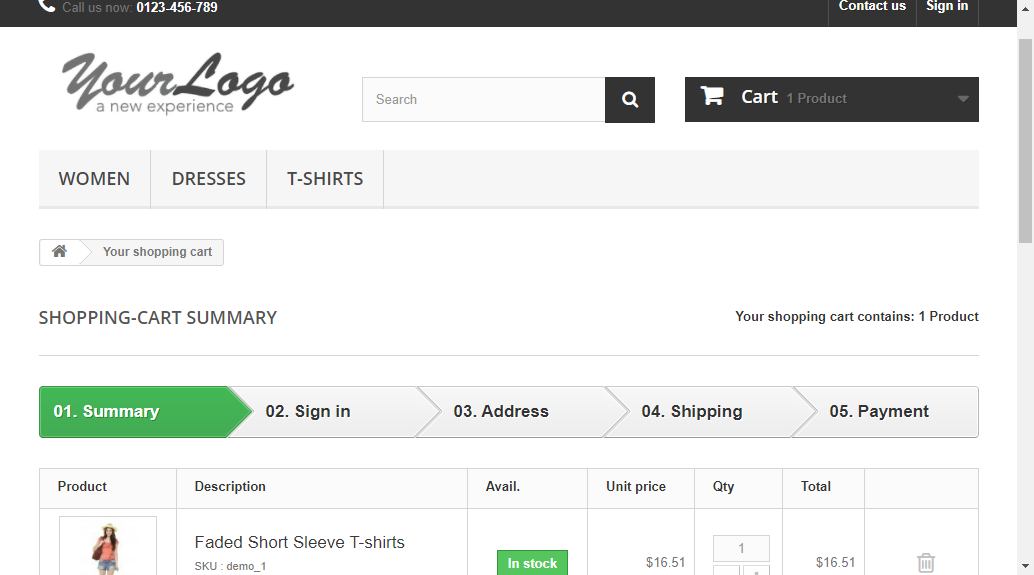 Call us now: 0123-456-789
Contact us
Sign in
YourLogo
a new experience
Search
Cart 1 Product
WOMEN
DRESSES
T-SHIRTS
Your shopping cart
SHOPPING-CART SUMMARY
Your shopping cart contains: 1 Product
01. Summary
02. Sign in
03. Address
04. Shipping
05. Payment
Product
Description
Avail.
Unit price
Qty
Total
Faded Short Sleeve T-shirts
SKU : demo_1
In stock
$16.51
1
$16.51